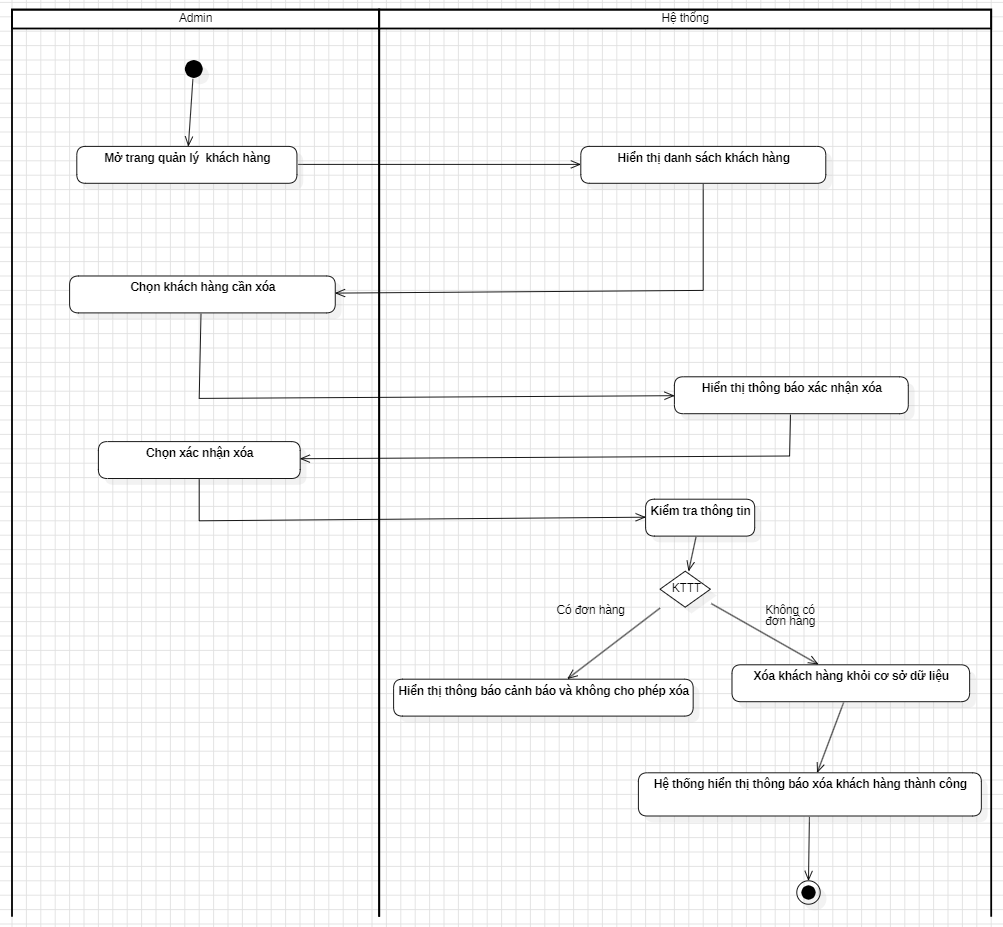 Admin
Hệ thống
Mở trang quản lý  khách hàng
Hiển thị danh sách khách hàng
Chọn khách hàng cần xóa
Hiển thị thông báo xác nhận xóa
Chọn xác nhận xóa
Kiểm tra thông tin
KTTT
Có đơn hàng
Không có
đơn hàng
Hiển thị thông báo cảnh báo và không cho phép xóa
Xóa khách hàng khỏi cơ sở dữ liệu
Hệ thống hiển thị thông báo xóa khách hàng thành công